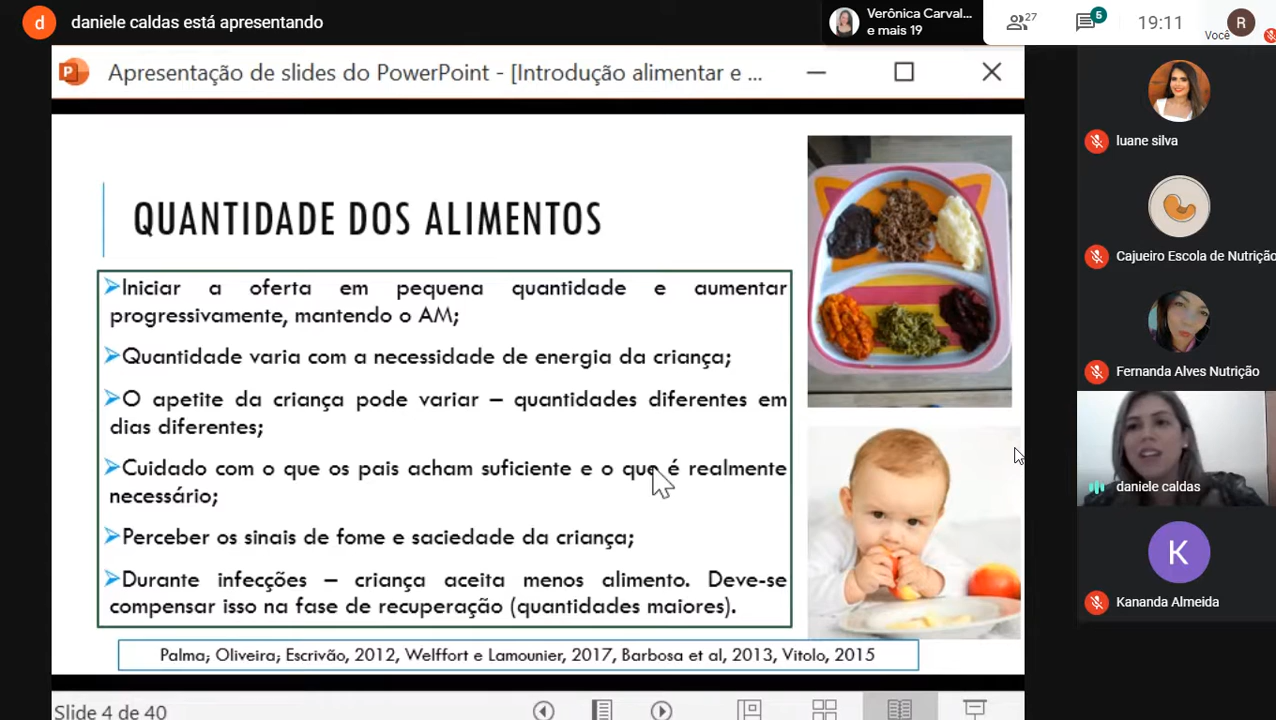 d
daniele caldas está apresentando
Verônica Carval...
e mais 19
27
5
19:11
Você
R
Apresentação de slides do PowerPoint - [Introdução alimentar e ...
QUANTIDADE DOS ALIMENTOS
➢Iniciar a oferta em pequena quantidade e aumentar
progressivamente, mantendo o AM;
➢Quantidade varia com a necessidade de energia da criança;
➢O apetite da criança pode variar – quantidades diferentes em
dias diferentes;
➢Cuidado com o que os pais acham suficiente e o que é realmente
necessário;
➢Perceber os sinais de fome e saciedade da criança;
➢Durante infecções – criança aceita menos alimento. Deve-se
compensar isso na fase de recuperação (quantidades maiores).
Palma; Oliveira; Escrivão, 2012, Welffort e Lamounier, 2017, Barbosa et al, 2013, Vitolo, 2015
Slide 4 de 40
luane silva
Cajueiro Escola de Nutrição
Fernanda Alves Nutrição
daniele caldas
K
Kananda Almeida